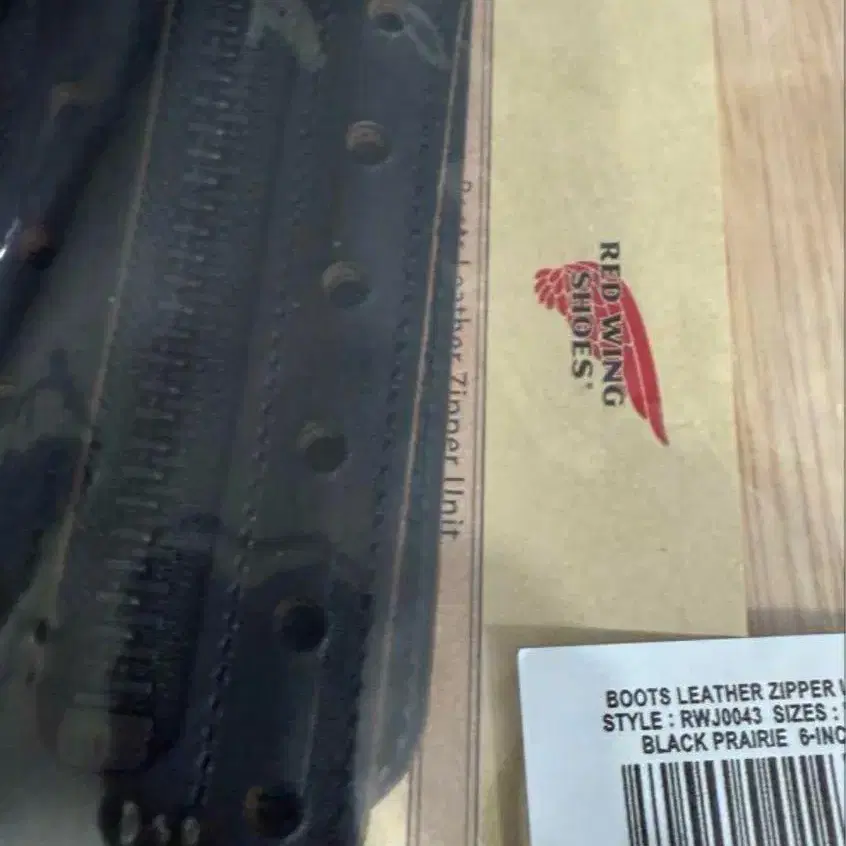 RED WING
SHOES'
Boots Leather Zipper Unit
BOOTS LEATHER ZIPPER
STYLE : RWJ0043 SIZES :
BLACK PRAIRIE 6-INC